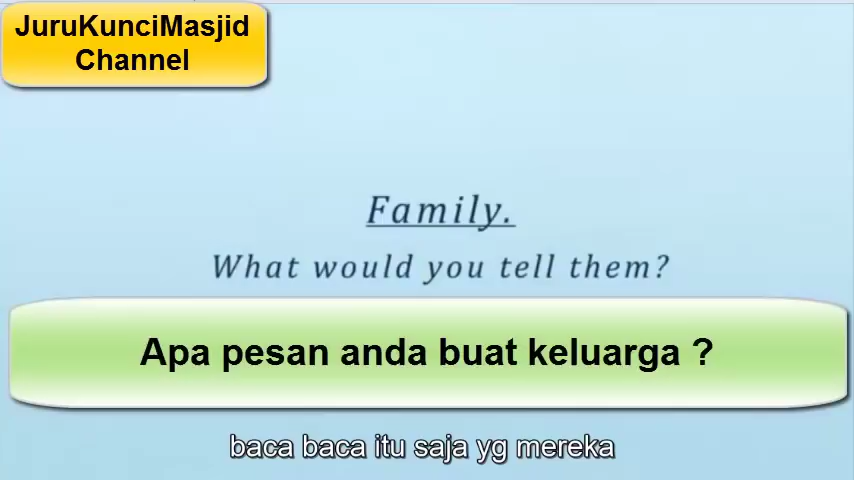 JuruKunciMasjid
Channel
Family.
What would you tell them?
Apa pesan anda buat keluarga ?
baca baca itu saja yg mereka